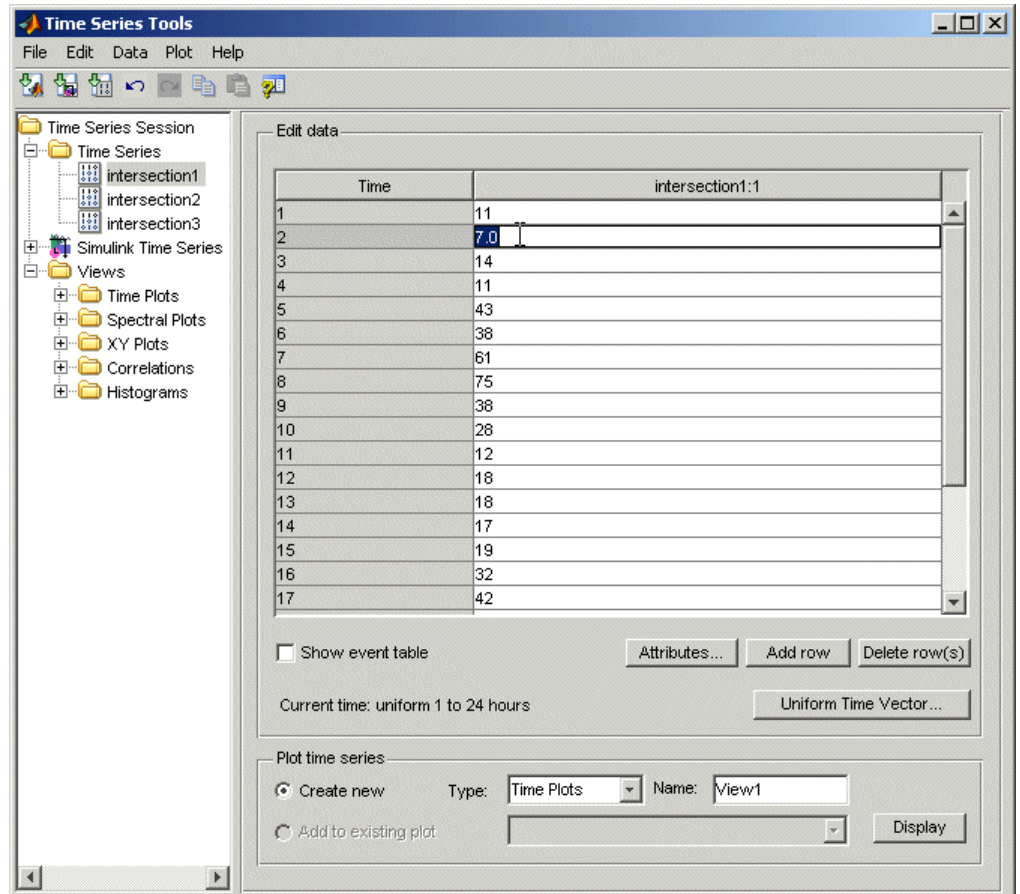 Time Series Tools
File Edit Data Plot Help
Time Series Session
Time Series
intersection1
intersection2
intersection3
Simulink Time Series
Views
Time Plots
Spectral Plots
XY Plots
Correlations
Histograms
Edit data
Time intersection1:1
1 11
2 7.0
3 14
4 11
5 43
6 38
7 61
8 75
9 38
10 28
11 12
12 18
13 18
14 17
15 19
16 32
17 42
Show event table Attributes... Add row Delete row(s)
Current time: uniform 1 to 24 hours Uniform Time Vector...
Plot time series
Create new Type: Time Plots Name: View1
Add to existing plot Display